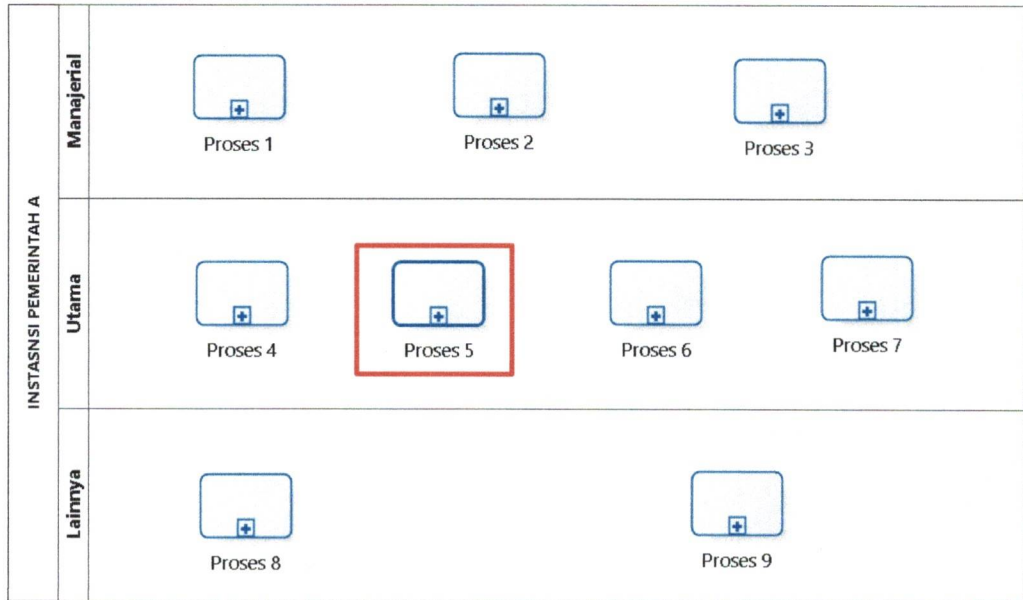 INSTASNSI PEMERINTAH A
Manajerial
Proses 1
Proses 2
Proses 3
Utama
Proses 4
Proses 5
Proses 6
Proses 7
Lainnya
Proses 8
Proses 9